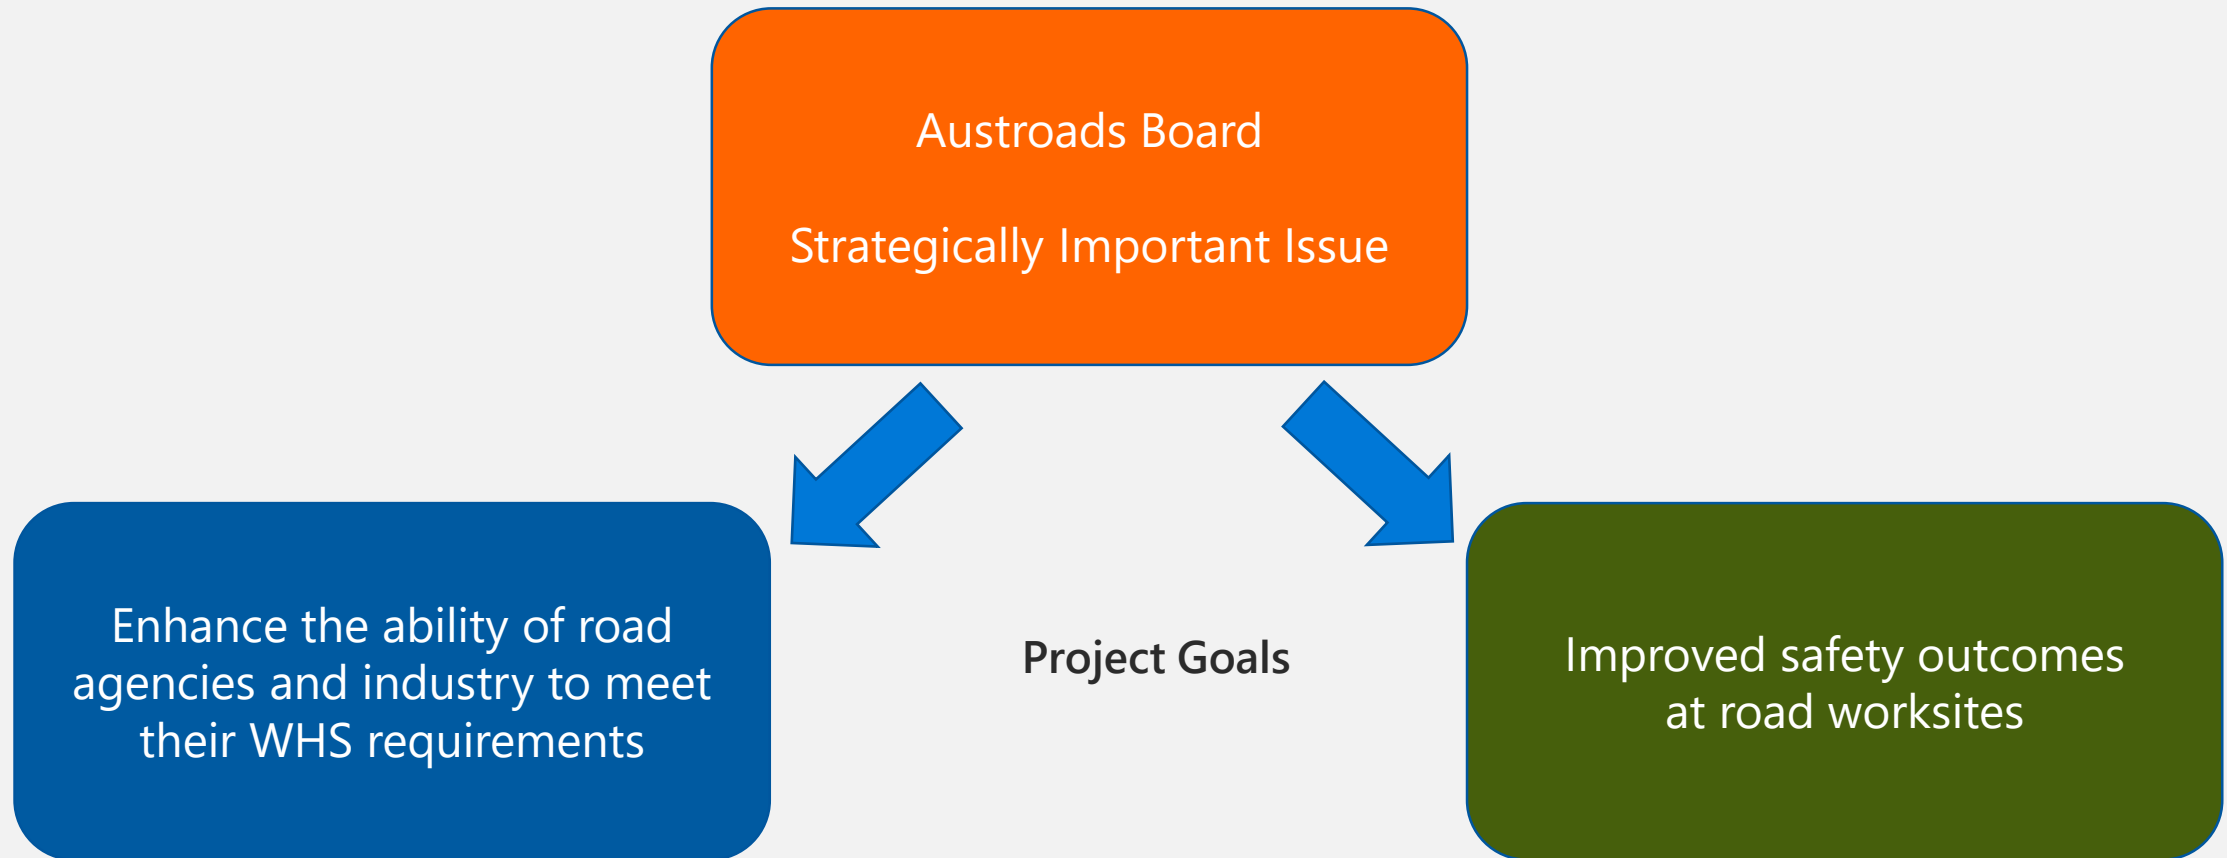 Austroads Board
Strategically Important Issue
Enhance the ability of road
agencies and industry to meet
their WHS requirements
Project Goals
Improved safety outcomes
at road worksites